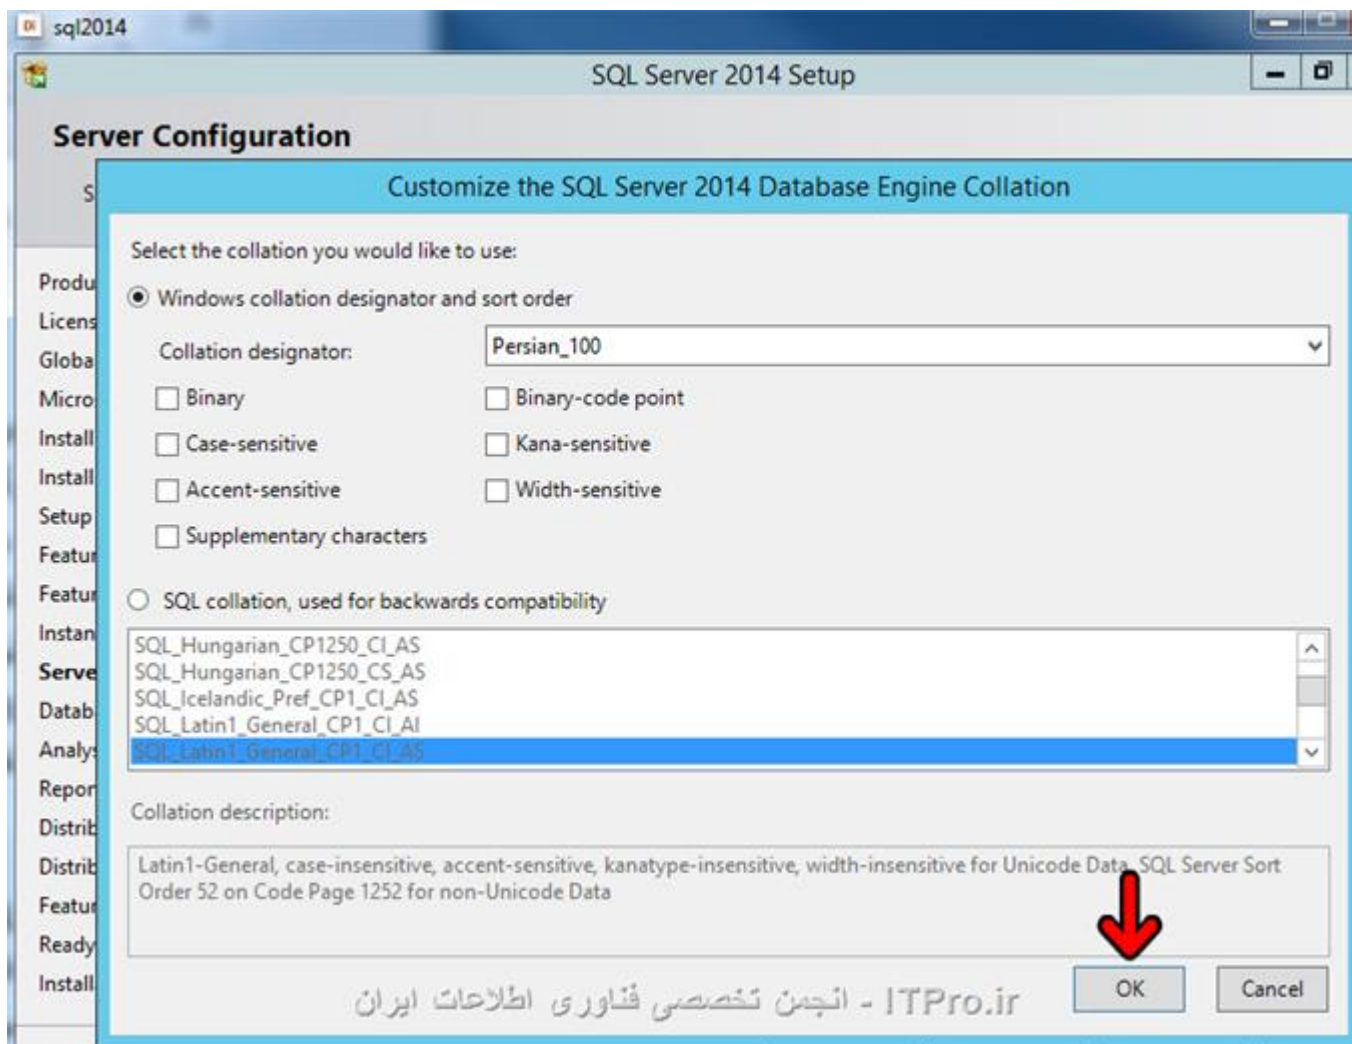 sql2014
SQL Server 2014 Setup
Server Configuration
Customize the SQL Server 2014 Database Engine Collation
Select the collation you would like to use:
Windows collation designator and sort order
Collation designator: Persian_100
Binary Binary-code point
Case-sensitive Kana-sensitive
Accent-sensitive Width-sensitive
Supplementary characters
SQL collation, used for backwards compatibility
SQL_Hungarian_CP1250_CI_AS
SQL_Hungarian_CP1250_CS_AS
SQL_Icelandic_Pref_CP1_CI_AS
SQL_Latin1_General_CP1_CI_AI
SQL_Latin1_General_CP1_CI_AS
Collation description:
Latin1-General, case-insensitive, accent-sensitive, kanatype-insensitive, width-insensitive for Unicode Data, SQL Server Sort
Order 52 on Code Page 1252 for non-Unicode Data
OK Cancel
ITPro.ir - انجمن تخصصی فناوری اطلاعات ایران
S
Produ
Licens
Globa
Micro
Install
Install
Setup
Featur
Featur
Instan
Serve
Datab
Analys
Repor
Distrib
Distrib
Featur
Ready
Install